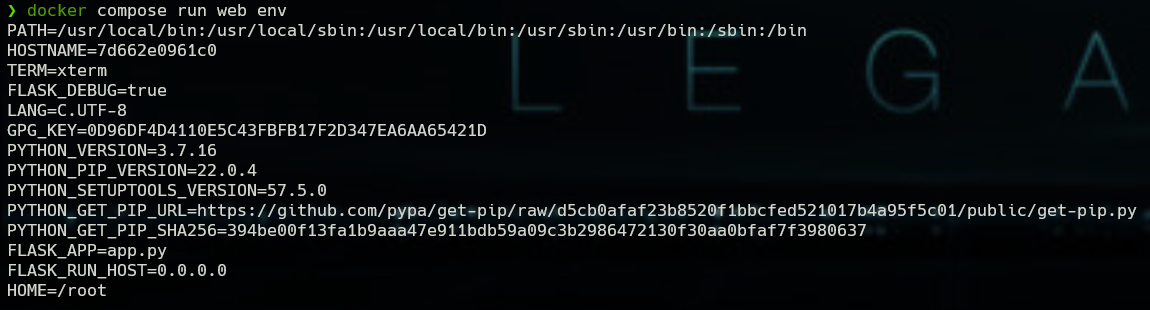 ❯ docker compose run web env
PATH=/usr/local/bin:/usr/local/sbin:/usr/local/bin:/usr/sbin:/usr/bin:/sbin:/bin
HOSTNAME=7d662e0961c0
TERM=xterm
FLASK_DEBUG=true
LANG=C.UTF-8
GPG_KEY=0D96DF4D4110E5C43FBFB17F2D347EA6AA65421D
PYTHON_VERSION=3.7.16
PYTHON_PIP_VERSION=22.0.4
PYTHON_SETUPTOOLS_VERSION=57.5.0
PYTHON_GET_PIP_URL=https://github.com/pypa/get-pip/raw/d5cb0afaf23b8520f1bbcfed521017b4a95f5c01/public/get-pip.py
PYTHON_GET_PIP_SHA256=394be00f13fa1b9aaa47e911bdb59a09c3b2986472130f30aa0bfaf7f3980637
FLASK_APP=app.py
FLASK_RUN_HOST=0.0.0.0
HOME=/root
L E G A